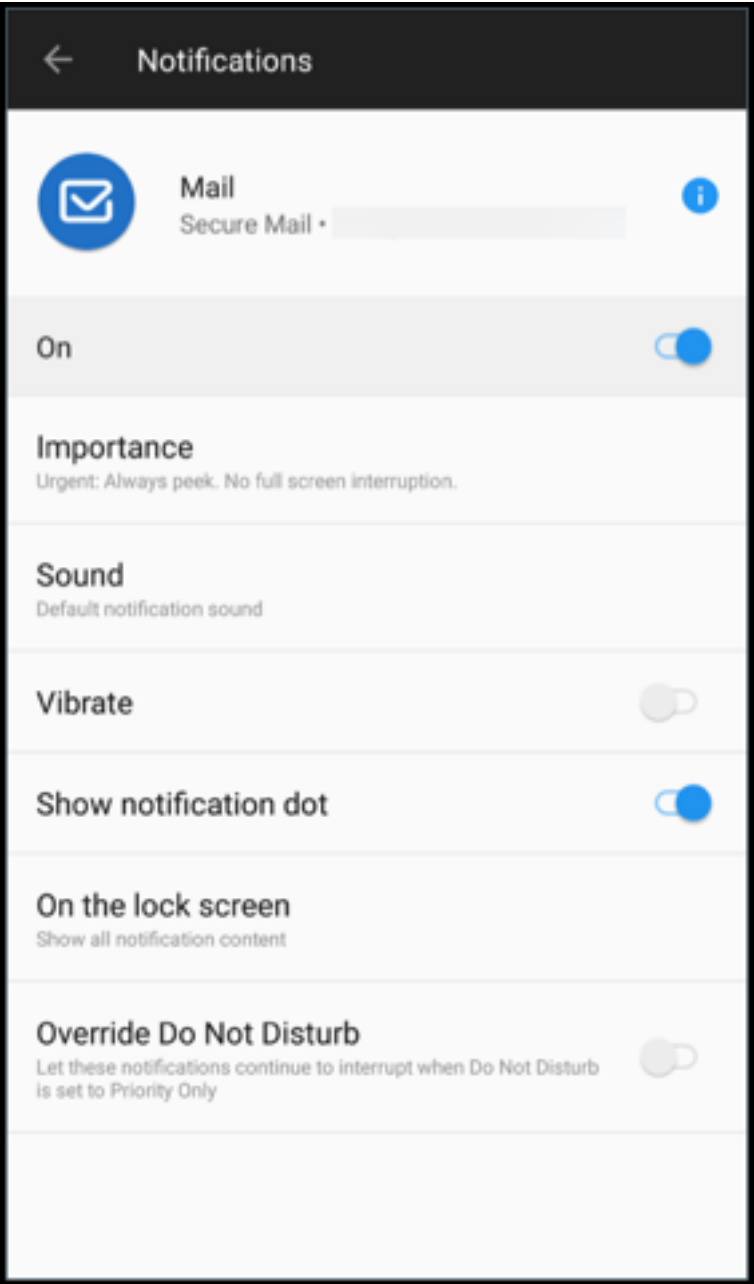 Notifications
Mail
Secure Mail •
On
Importance
Urgent: Always peek. No full screen interruption.
Sound
Default notification sound
Vibrate
Show notification dot
On the lock screen
Show all notification content
Override Do Not Disturb
Let these notifications continue to interrupt when Do Not Disturb
is set to Priority Only